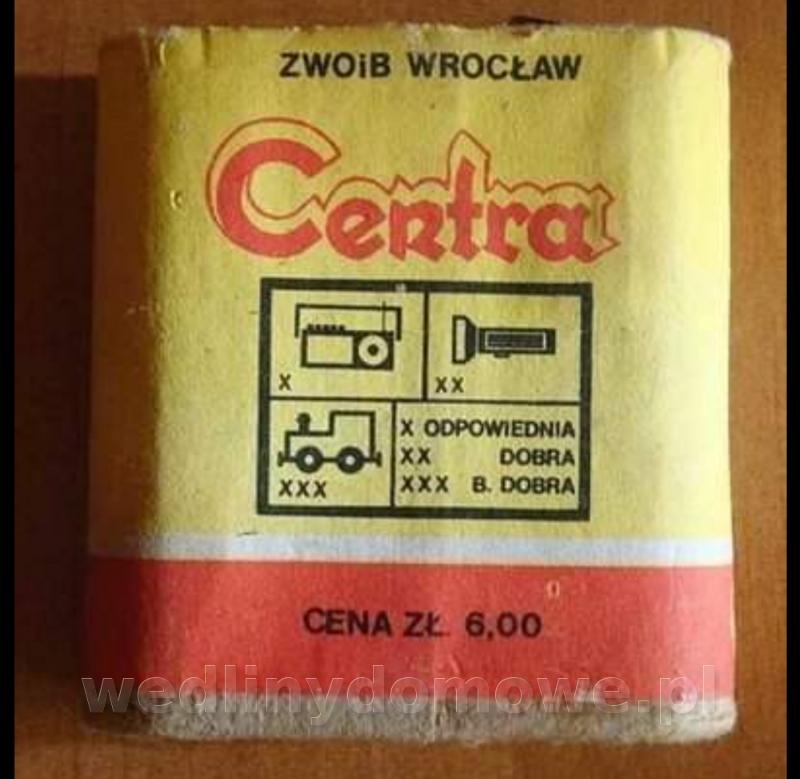 ZWOiB WROCŁAW
Centra
X
XX
XXX
X ODPOWIEDNIA
XX DOBRA
XXX B. DOBRA
CENA ZŁ 6,00
wedlinydomowe.pl